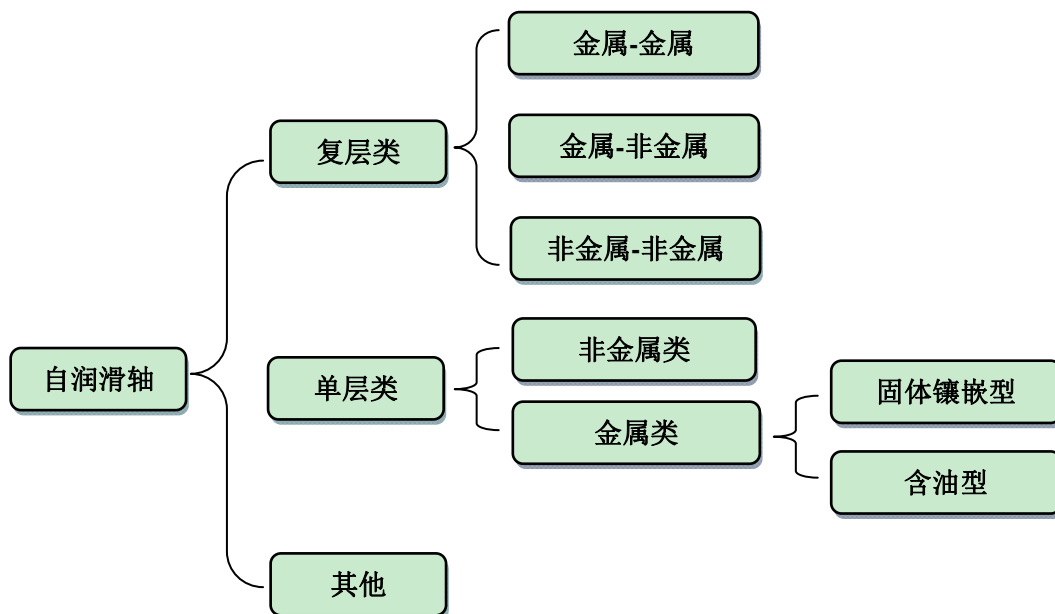 自润滑轴
复层类
金属-金属
金属-非金属
非金属-非金属
单层类
非金属类
金属类
固体镶嵌型
含油型
其他